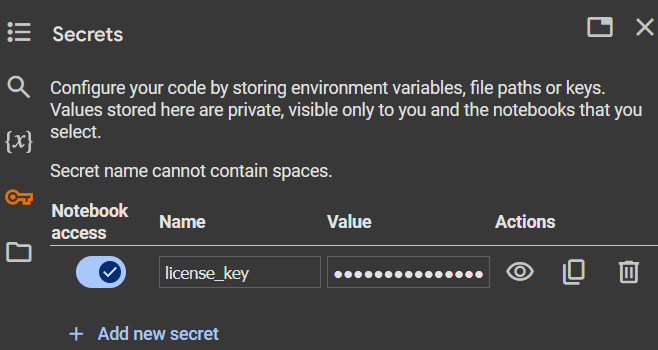 Secrets
Configure your code by storing environment variables, file paths or keys.
Values stored here are private, visible only to you and the notebooks that you
select.
Secret name cannot contain spaces.
Notebook
access
Name
Value
Actions
license_key
●●●●●●●●●●●●●●●
+ Add new secret
{x}